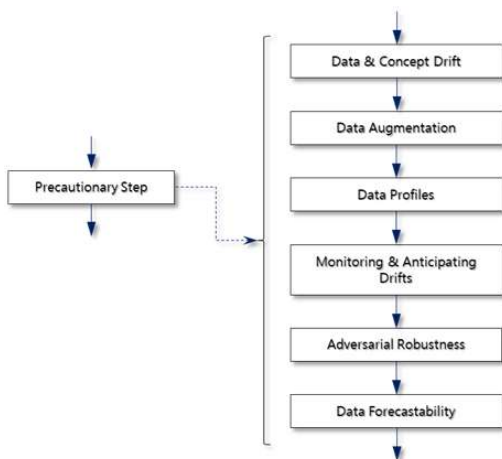 Data & Concept Drift
Data Augmentation
Precautionary Step
Data Profiles
Monitoring & Anticipating
Drifts
Adversarial Robustness
Data Forecastability